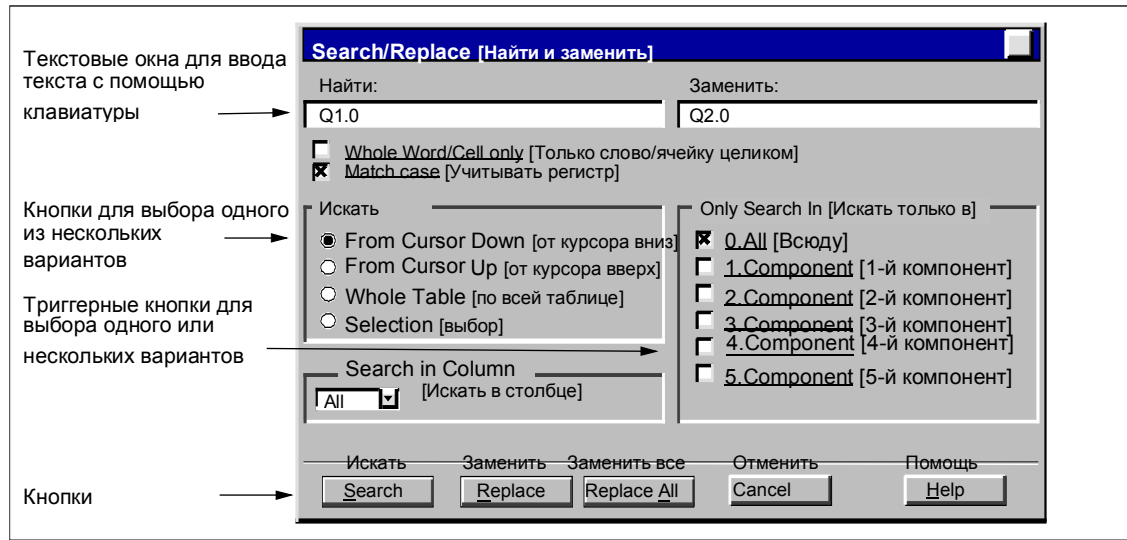 Текстовые окна для ввода
текста с помощью
клавиатуры
Кнопки для выбора одного
из нескольких
вариантов
Триггерные кнопки для
выбора одного или
нескольких вариантов
Кнопки
Search/Replace [Найти и заменить]
Найти:
Заменить:
Q1.0
Q2.0
Whole Word/Cell only [Только слово/ячейку целиком]
Match case [Учитывать регистр]
Искать
From Cursor Down [от курсора вниз]
From Cursor Up [от курсора вверх]
Whole Table [по всей таблице]
Selection [выбор]
Only Search In [Искать только в]
0.All [Всюду]
1.Component [1-й компонент]
2.Component [2-й компонент]
3.Component [3-й компонент]
4.Component [4-й компонент]
5.Component [5-й компонент]
Search in Column
[Искать в столбце]
All
Искать Заменить Заменить все Отменить Помощь
Search Replace Replace All Cancel Help